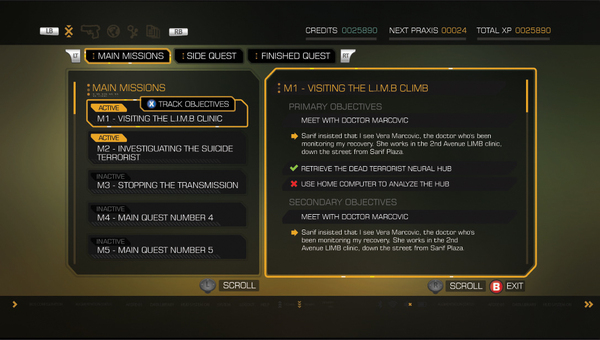 LB
RB
CREDITS 0025890
NEXT PRAXIS 00024
TOTAL XP 0025890
LT
MAIN MISSIONS
SIDE QUEST
FINISHED QUEST
RT
MAIN MISSIONS
ACTIVE
X TRACK OBJECTIVES
M1 - VISITING THE L.I.M.B CLINIC
ACTIVE
M2 - INVESTIGUATING THE SUICIDE
TERRORIST
INACTIVE
M3 - STOPPING THE TRANSMISSION
INACTIVE
M4 - MAIN QUEST NUMBER 4
INACTIVE
M5 - MAIN QUEST NUMBER 5
SCROLL
M1 - VISITING THE L.I.M.B CLIMB
PRIMARY OBJECTIVES
MEET WITH DOCTOR MARCOVIC
Sarif insisted that I see Vera Marcovic, the doctor who's
been monitoring my recovery. She works in the 2nd Avenue LIMB clinic,
down the street from Sarif Plaza.
RETRIEVE THE DEAD TERRORIST NEURAL HUB
USE HOME COMPUTER TO ANALYZE THE HUB
SECONDARY OBJECTIVES
MEET WITH DOCTOR MARCOVIC
Sarif insisted that I see Vera Marcovic, the doctor who's
been monitoring my recovery. She works in the 2nd
Avenue LIMB clinic, down the street from Sarif Plaza.
SCROLL
B EXIT